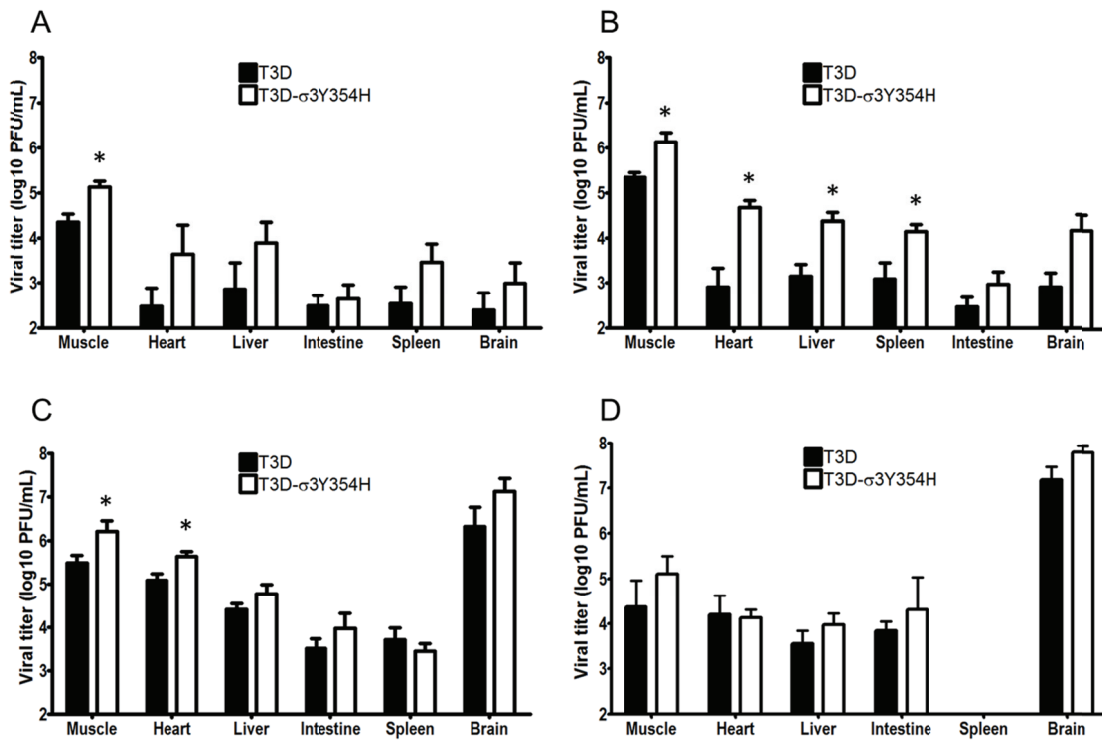 A
T3D
T3D-σ3Y354H
Viral titer (log10 PFU/mL)
8
7
6
5
4
3
2
*
Muscle Heart Liver Intestine Spleen Brain
B
T3D
T3D-σ3Y354H
Viral titer (log10 PFU/mL)
8
7
6
5
4
3
2
* * * *
Muscle Heart Liver Spleen Intestine Brain
C
T3D
T3D-σ3Y354H
Viral titer (log10 PFU/mL)
8
7
6
5
4
3
2
* *
Muscle Heart Liver Intestine Spleen Brain
D
T3D
T3D-σ3Y354H
Viral titer (log10 PFU/mL)
8
7
6
5
4
3
2
Muscle Heart Liver Intestine Spleen Brain